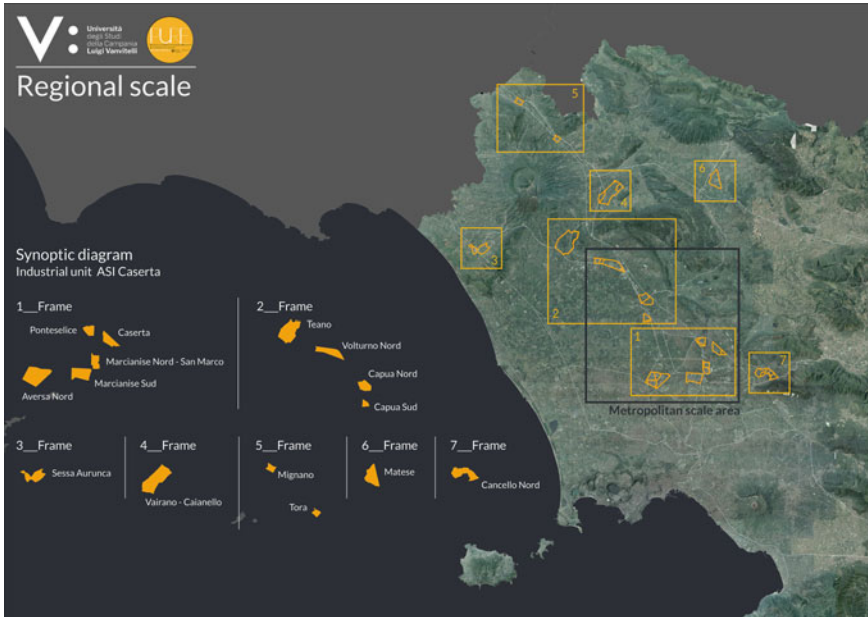 V:
Università
degli Studi
della Campania
Luigi Vanvitelli
Regional scale
5
6
4
3
2
1
7
Metropolitan scale area
Synoptic diagram
Industrial unit ASI Caserta
1__Frame
Ponteselice
Caserta
Marcianise Nord - San Marco
Marcianise Sud
Aversa Nord
2__Frame
Teano
Volturno Nord
Capua Nord
Capua Sud
3__Frame
Sessa Aurunca
4__Frame
Vairano - Caianello
5__Frame
Mignano
Tora
6__Frame
Matese
7__Frame
Cancello Nord